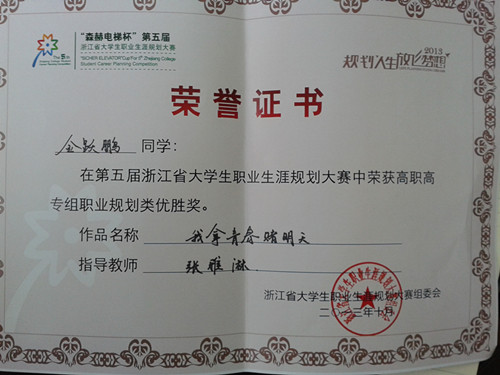 “森赫电梯杯”第五届
浙江省大学生职业生涯规划大赛
"SICHER ELEVATOR"Cup For 5th Zhejiang College
Student Career Planning Competition
2013
规划人生 放飞梦想
荣誉证书
金跃鹏 同学:
在第五届浙江省大学生职业生涯规划大赛中荣获高职高
专组职业规划类优胜奖。
作品名称 我拿青春赌明天
指导教师 张雅淋
浙江省大学生职业生涯规划大赛组委会
二〇一三年十月